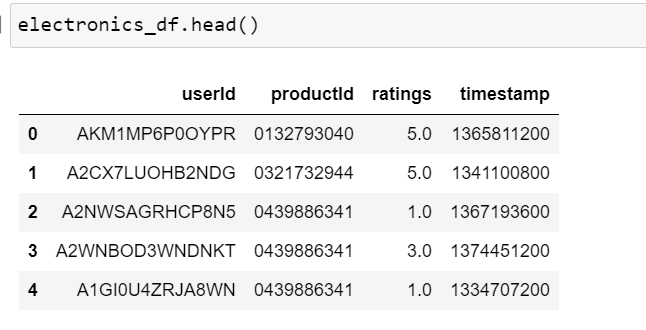 electronics_df.head()
userId productId ratings timestamp
0 AKM1MP6P0OYPR 0132793040 5.0 1365811200
1 A2CX7LUOHB2NDG 0321732944 5.0 1341100800
2 A2NWSAGRHCP8N5 0439886341 1.0 1367193600
3 A2WNBOD3WNDNKT 0439886341 3.0 1374451200
4 A1GI0U4ZRJA8WN 0439886341 1.0 1334707200